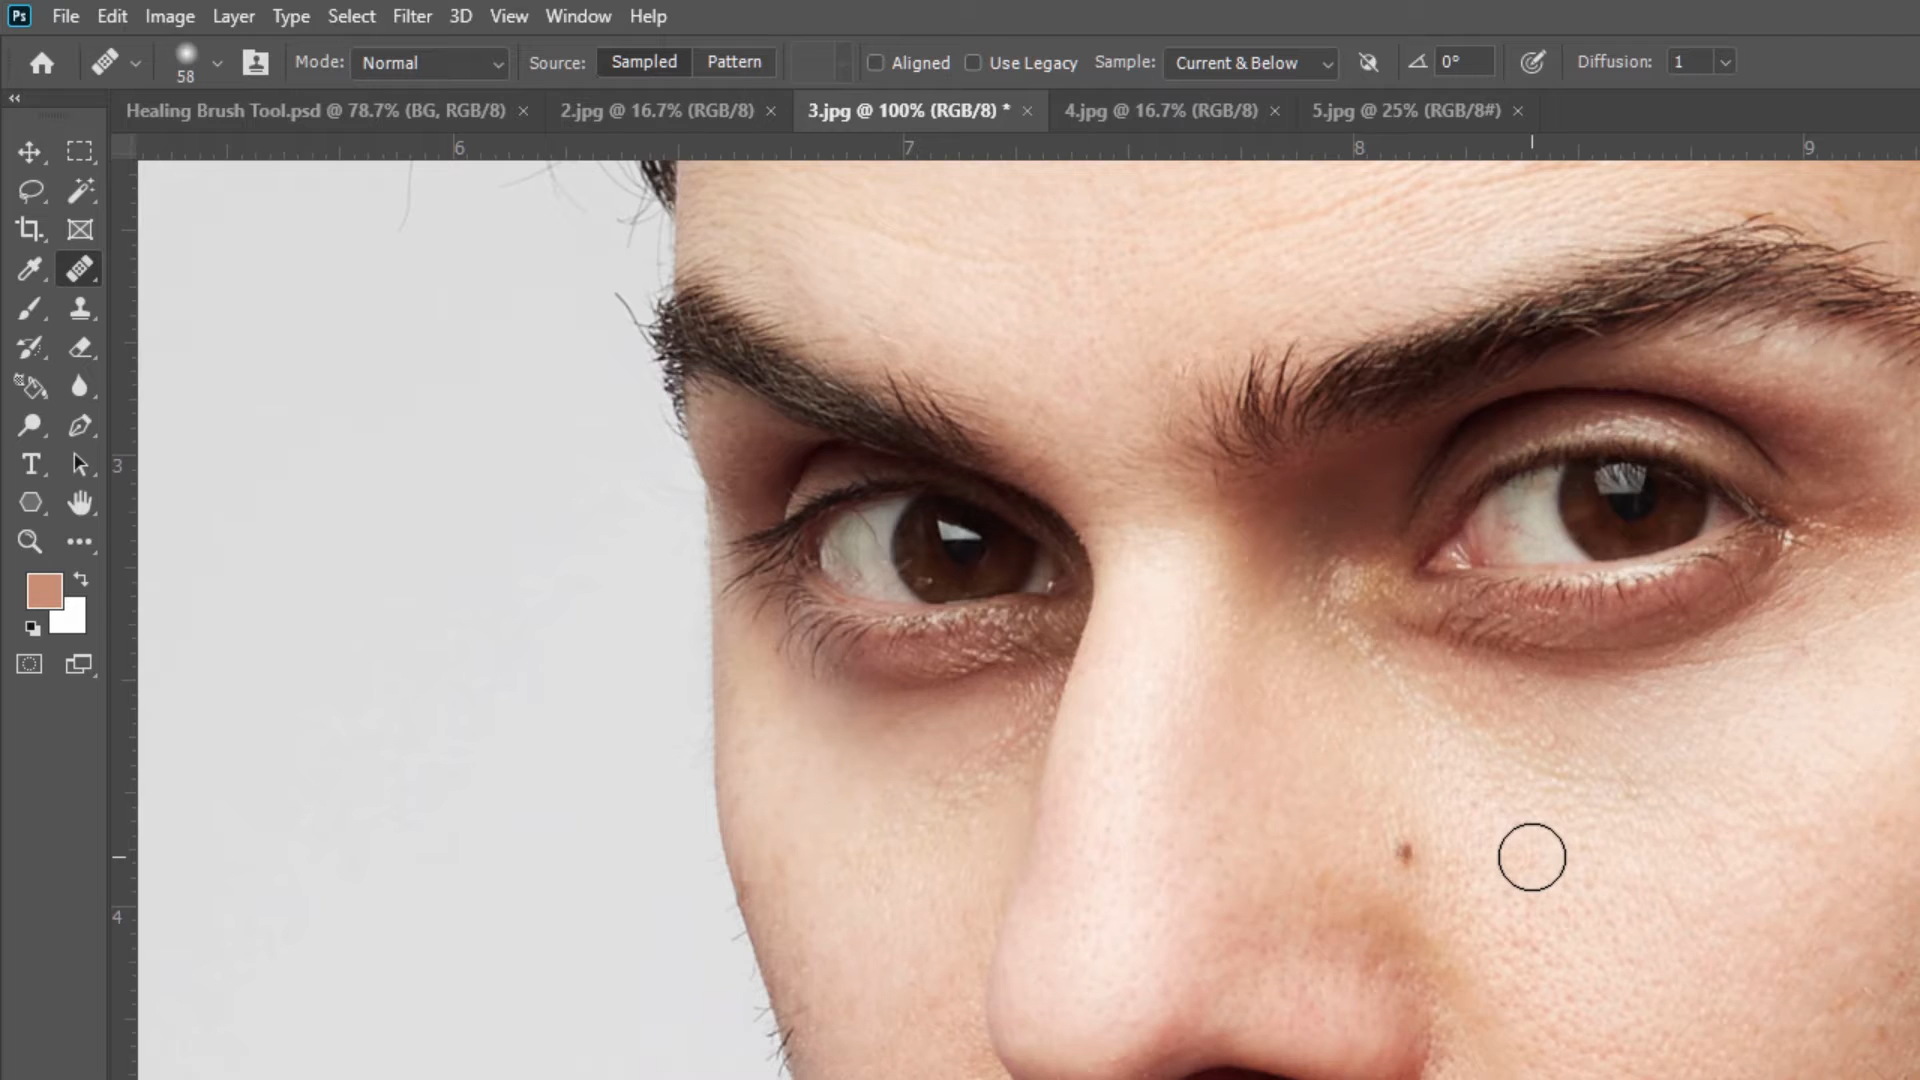 Ps File Edit Image Layer Type Select Filter 3D View Window Help
58 Mode: Normal Source: Sampled Pattern Aligned Use Legacy Sample: Current & Below 0° Diffusion: 1
Healing Brush Tool.psd @ 78.7% (BG, RGB/8) × 2.jpg @ 16.7% (RGB/8) × 3.jpg @ 100% (RGB/8) * × 4.jpg @ 16.7% (RGB/8) × 5.jpg @ 25% (RGB/8#) ×
6 7 8 9
3
4